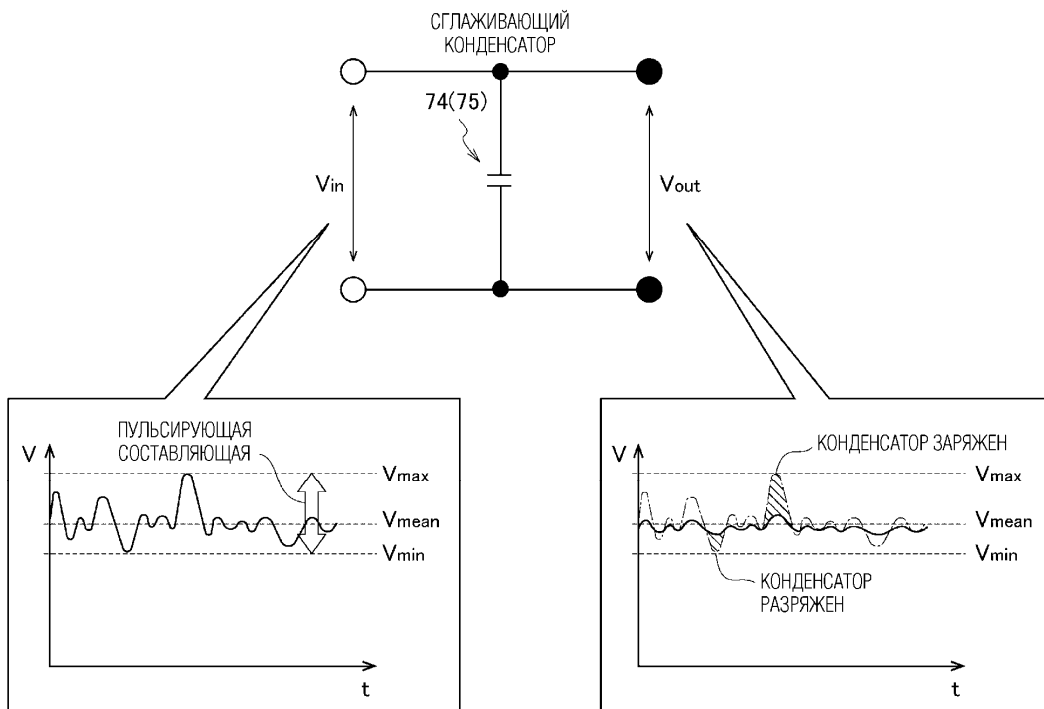 СГЛАЖИВАЮЩИЙ
КОНДЕНСАТОР
74(75)
Vin
Vout
ПУЛЬСИРУЮЩАЯ
СОСТАВЛЯЮЩАЯ
V
Vmax
Vmean
Vmin
t
КОНДЕНСАТОР ЗАРЯЖЕН
V
Vmax
Vmean
Vmin
КОНДЕНСАТОР
РАЗРЯЖЕН
t